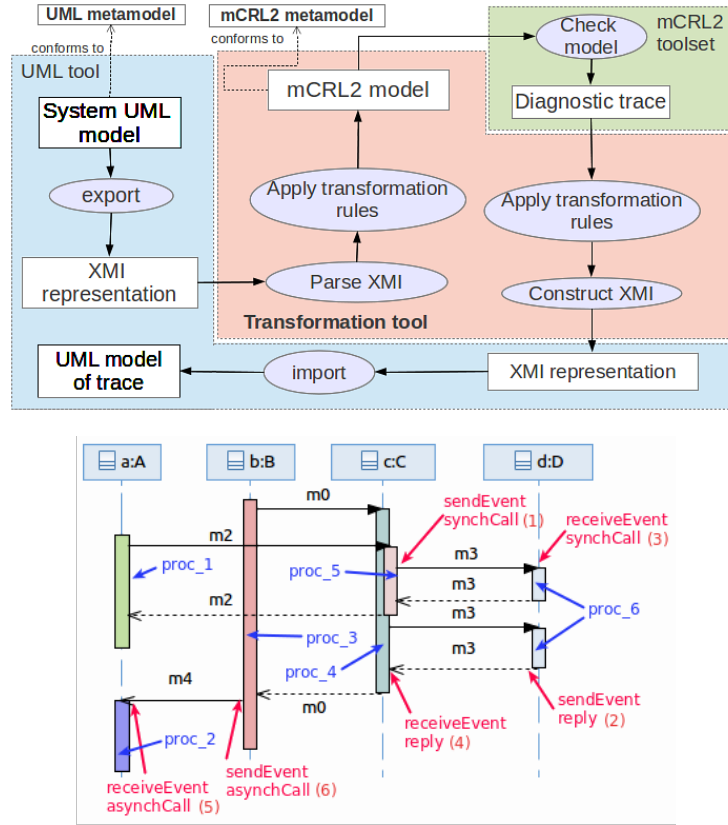 UML metamodel
mCRL2 metamodel
conforms to
conforms to
Check
model
mCRL2
toolset
UML tool
mCRL2 model
Diagnostic trace
System UML
model
export
Apply transformation
rules
Apply transformation
rules
XMI
representation
Parse XMI
Construct XMI
Transformation tool
UML model
of trace
import
XMI representation
a:A
b:B
c:C
d:D
m0
sendEvent
synchCall (1)
receiveEvent
synchCall (3)
m2
m3
proc_1
proc_5
m3
m2
m3
proc_6
proc_3
m3
proc_4
m4
m0
sendEvent
reply (2)
receiveEvent
reply (4)
proc_2
sendEvent
asynchCall (6)
receiveEvent
asynchCall (5)